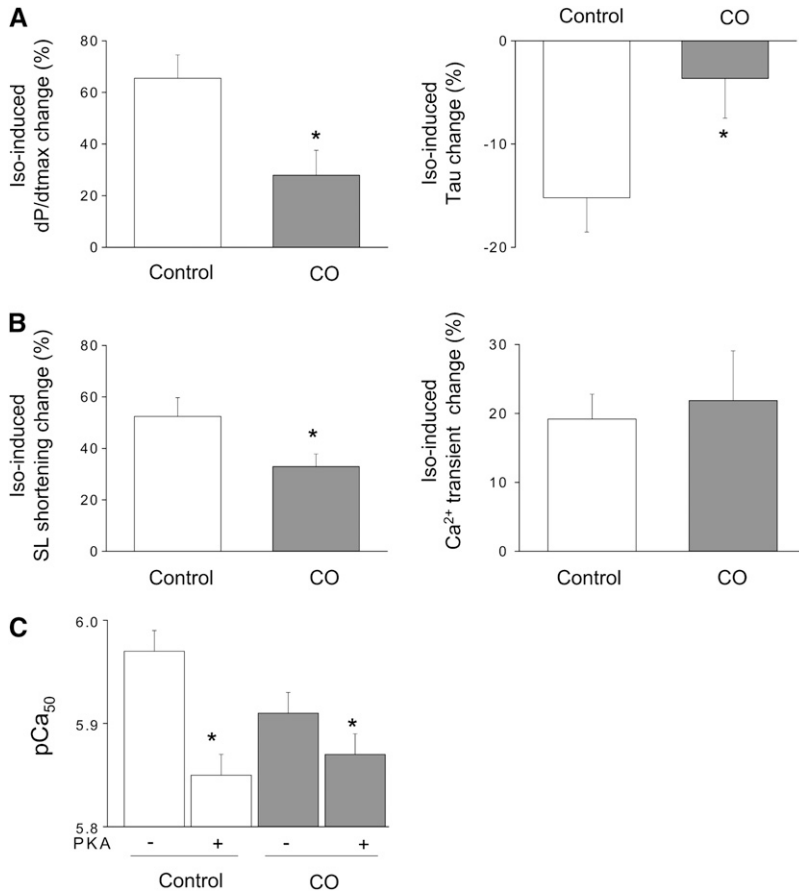 A
Iso-induced
dP/dtmax change (%)
80
60
40
20
0
*
Control
CO
Control
CO
Iso-induced
Tau change (%)
0
-10
-20
*
B
Iso-induced
SL shortening change (%)
80
60
40
20
0
*
Control
CO
Iso-induced
Ca²⁺ transient change (%)
30
20
10
0
Control
CO
C
pCa₅₀
6.0
5.9
5.8
*
*
PKA - + - +
Control
CO